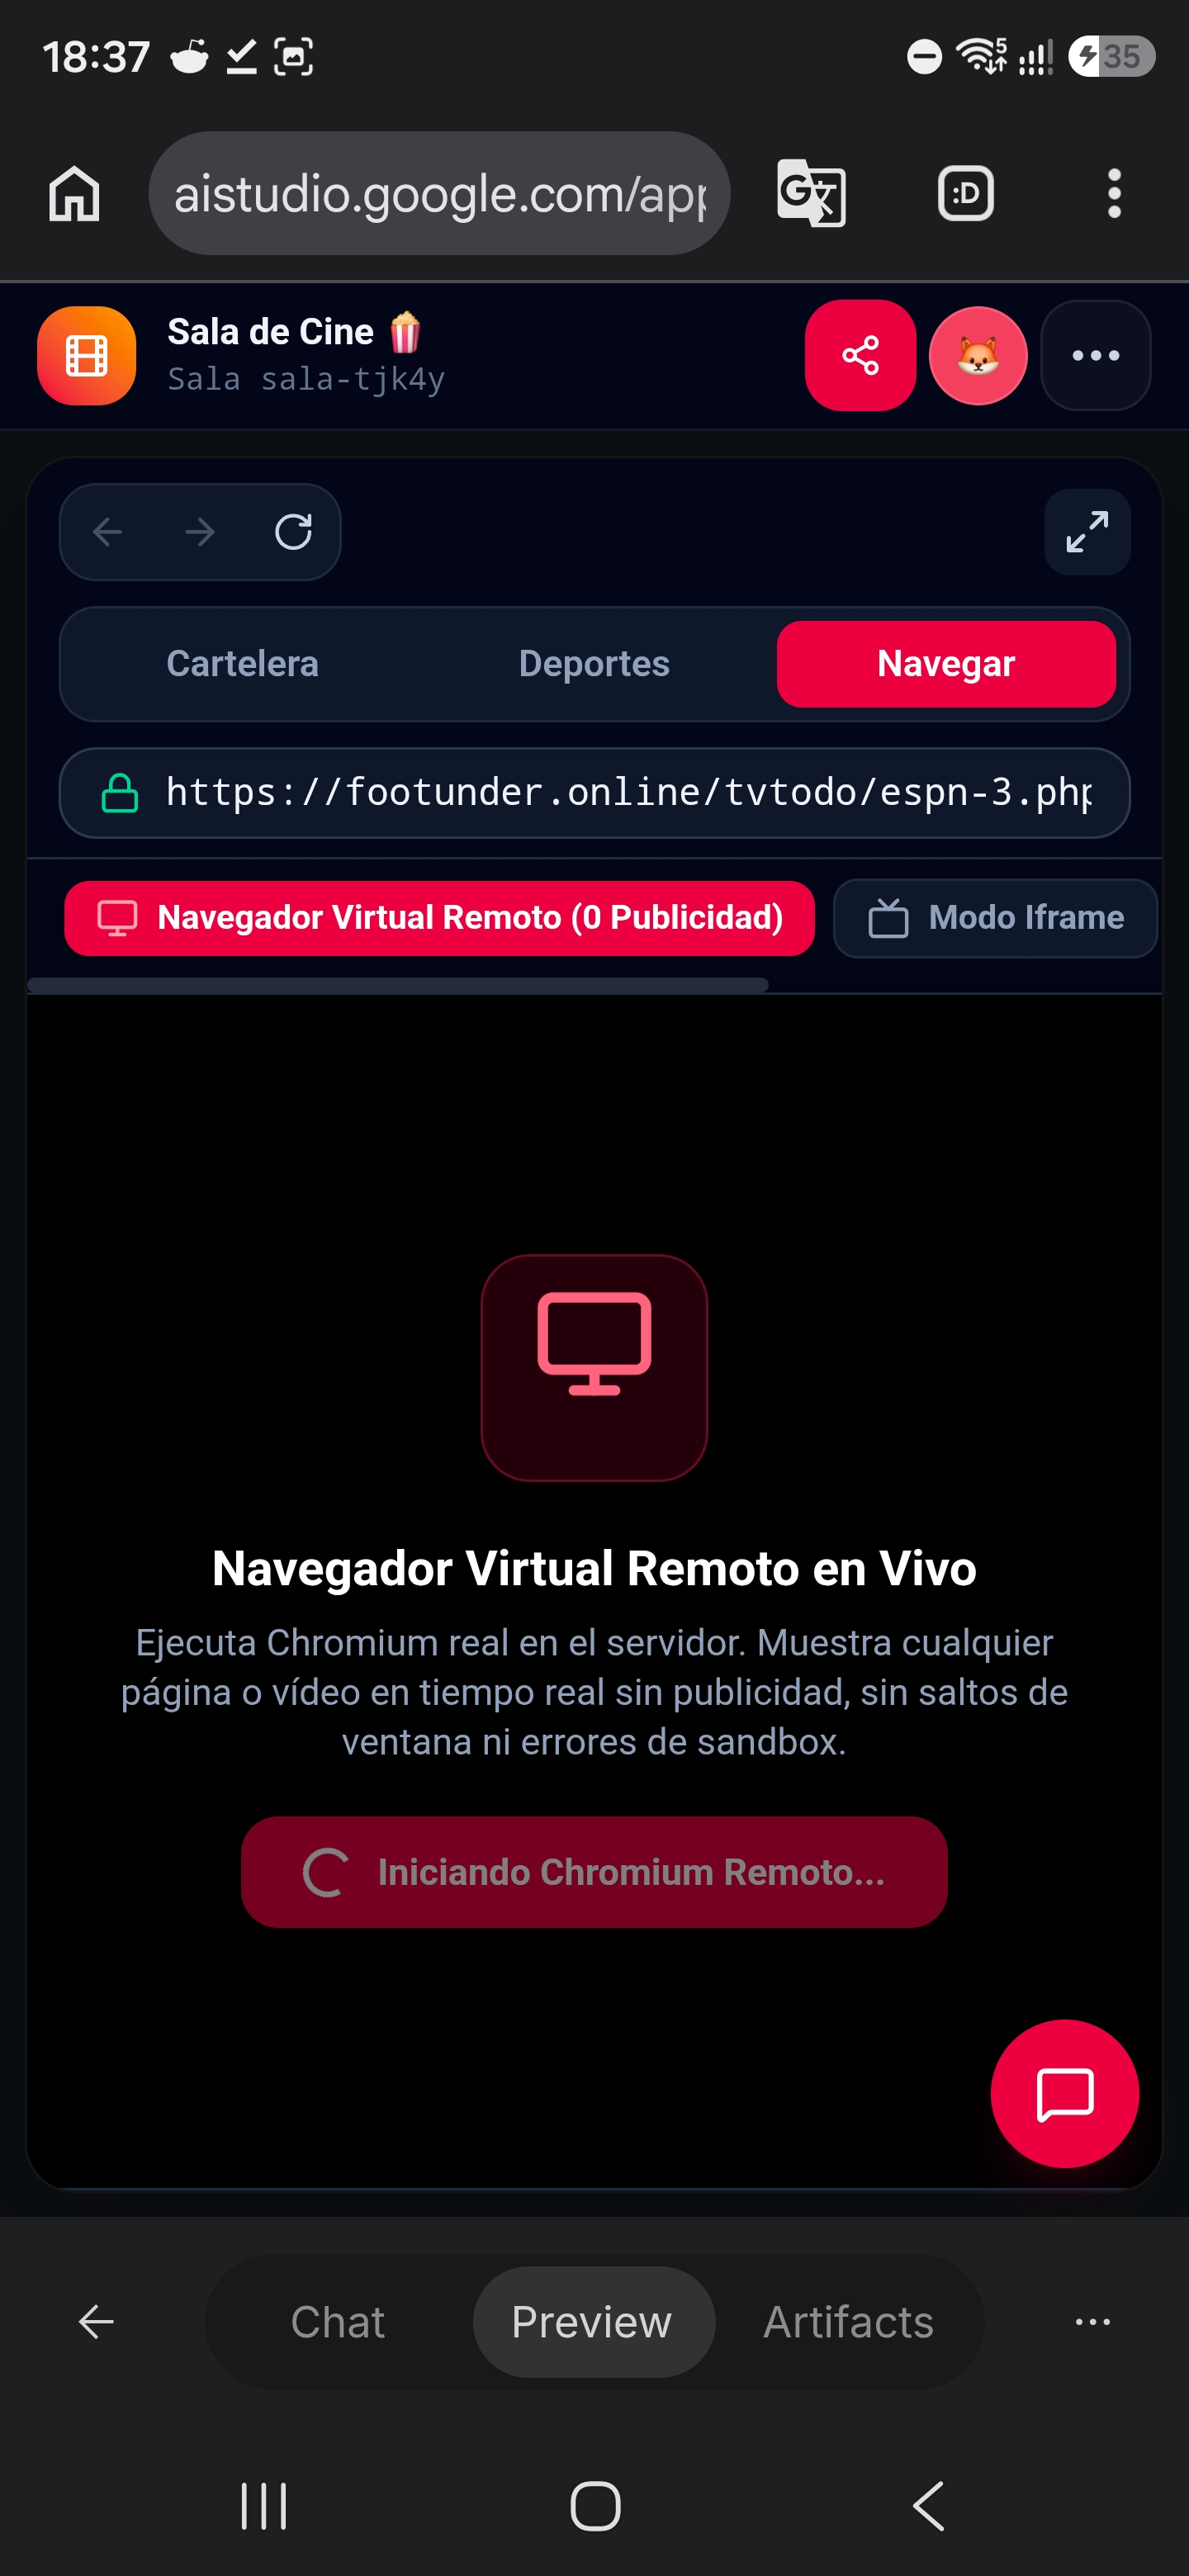 18:37
5
35
aistudio.google.com/app
:D
Sala de Cine 🍿
Sala sala-tjk4y
Cartelera
Deportes
Navegar
https://footunder.online/tvtodo/espn-3.php
Navegador Virtual Remoto (0 Publicidad)
Modo Iframe
Navegador Virtual Remoto en Vivo
Ejecuta Chromium real en el servidor. Muestra cualquier
página o vídeo en tiempo real sin publicidad, sin saltos de
ventana ni errores de sandbox.
Iniciando Chromium Remoto...
Chat
Preview
Artifacts